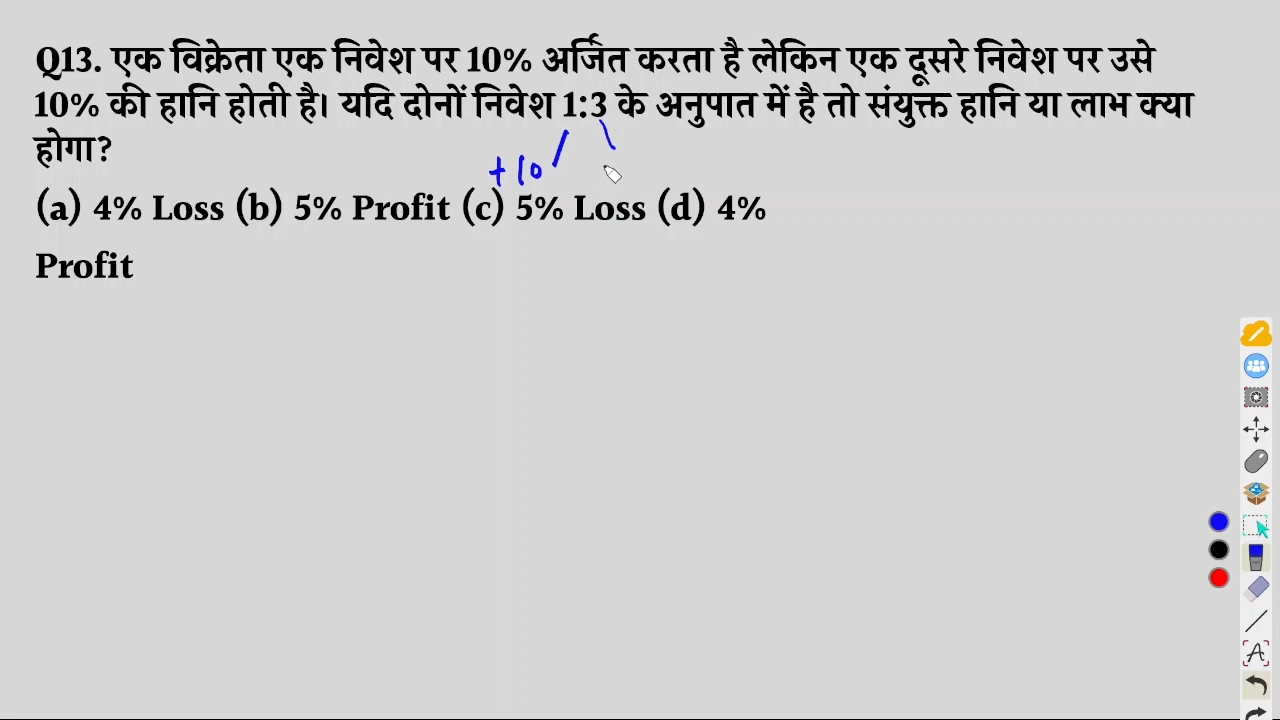 Q13. एक विक्रेता एक निवेश पर 10% अर्जित करता है लेकिन एक दूसरे निवेश पर उसे
10% की हानि होती है। यदि दोनों निवेश 1:3 के अनुपात में है तो संयुक्त हानि या लाभ क्या
होगा?
+10
(a) 4% Loss (b) 5% Profit (c) 5% Loss (d) 4%
Profit